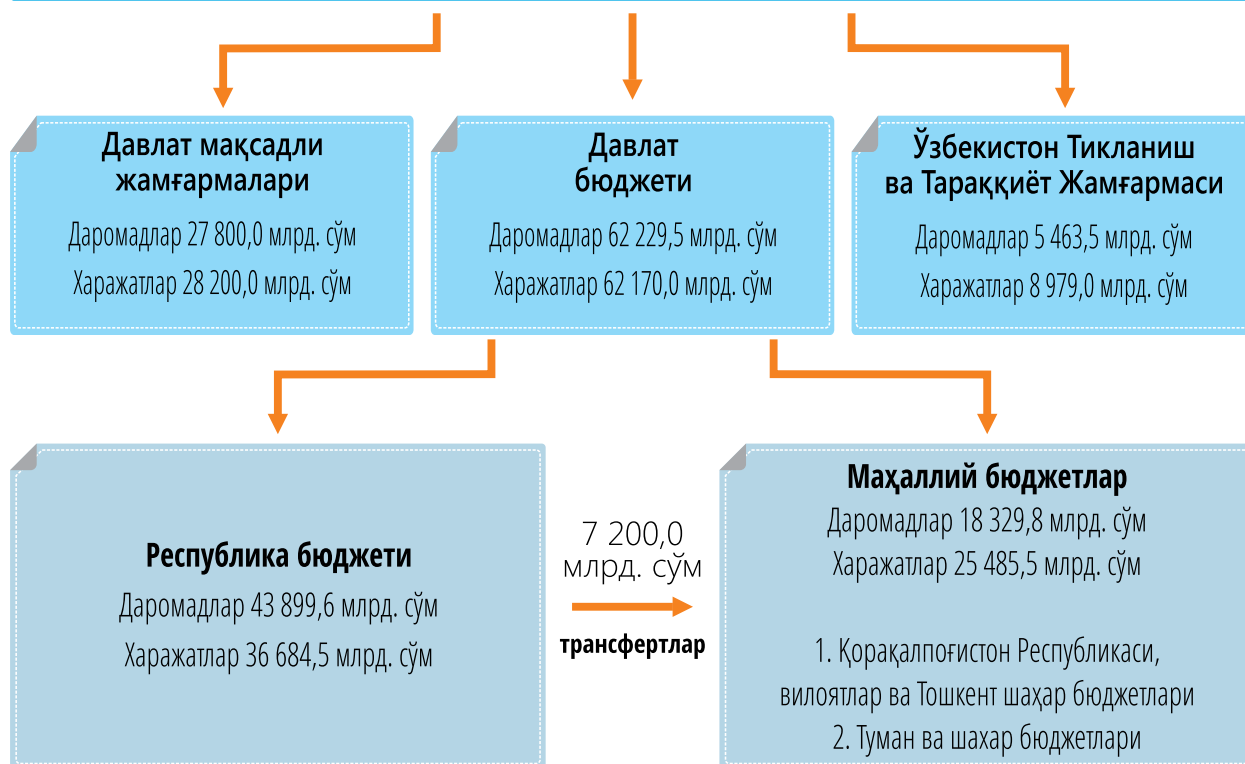 Давлат мақсадли
жамғармалари
Даромадлар 27 800,0 млрд. сўм
Харажатлар 28 200,0 млрд. сўм
Давлат
бюджети
Даромадлар 62 229,5 млрд. сўм
Харажатлар 62 170,0 млрд. сўм
Ўзбекистон Тикланиш
ва Тараққиёт Жамғармаси
Даромадлар 5 463,5 млрд. сўм
Харажатлар 8 979,0 млрд. сўм
Республика бюджети
Даромадлар 43 899,6 млрд. сўм
Харажатлар 36 684,5 млрд. сўм
7 200,0
млрд. сўм
трансфертлар
Маҳаллий бюджетлар
Даромадлар 18 329,8 млрд. сўм
Харажатлар 25 485,5 млрд. сўм
1. Қорақалпоғистон Республикаси,
вилоятлар ва Тошкент шаҳар бюджетлари
2. Туман ва шахар бюджетлари